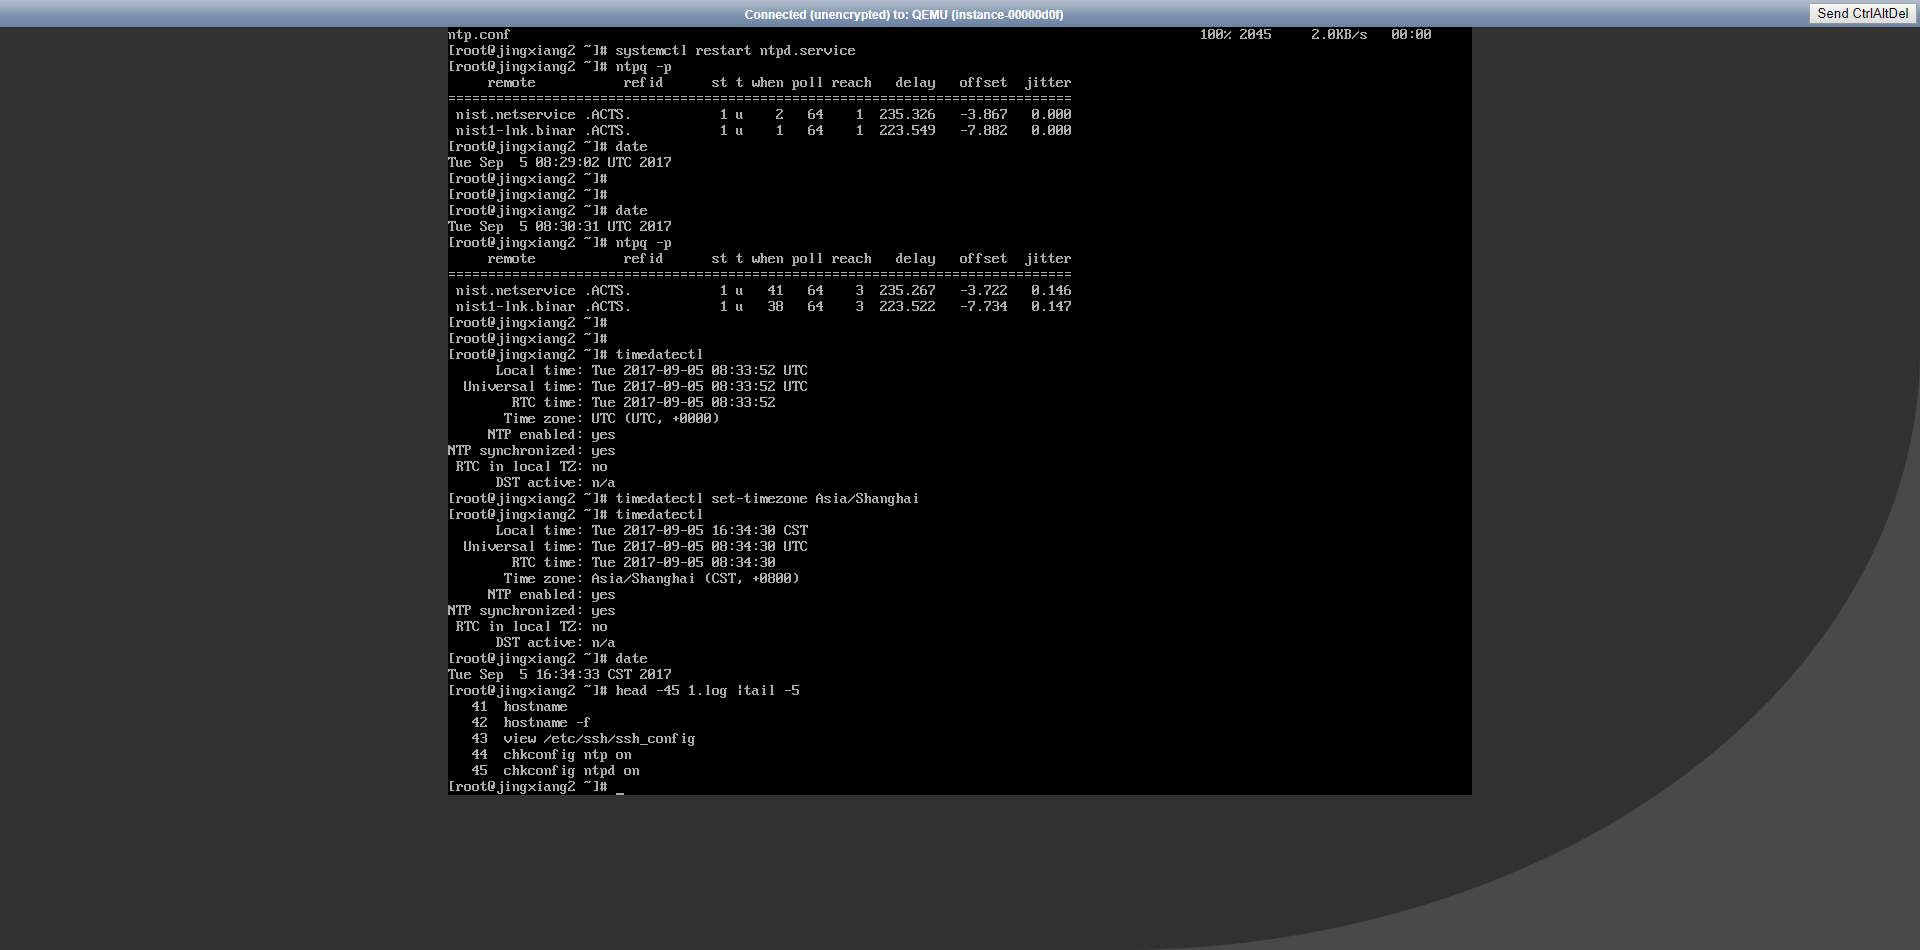 Connected (unencrypted) to: QEMU (instance-00000d0f)
Send CtrlAltDel
ntp.conf 100% 2045 2.0KB/s 00:00
[root@jingxiang2 ~]# systemctl restart ntpd.service
[root@jingxiang2 ~]# ntpq -p
     remote           refid      st t when poll reach   delay   offset  jitter
==============================================================================
 nist.netservice .ACTS.           1 u    2   64    1  235.326   -3.867   0.000
 nist1-lnk.binar .ACTS.           1 u    1   64    1  223.549   -7.882   0.000
[root@jingxiang2 ~]# date
Tue Sep  5 08:29:02 UTC 2017
[root@jingxiang2 ~]#
[root@jingxiang2 ~]#
[root@jingxiang2 ~]# date
Tue Sep  5 08:30:31 UTC 2017
[root@jingxiang2 ~]# ntpq -p
     remote           refid      st t when poll reach   delay   offset  jitter
==============================================================================
 nist.netservice .ACTS.           1 u   41   64    3  235.267   -3.722   0.146
 nist1-lnk.binar .ACTS.           1 u   38   64    3  223.522   -7.734   0.147
[root@jingxiang2 ~]#
[root@jingxiang2 ~]#
[root@jingxiang2 ~]# timedatectl
      Local time: Tue 2017-09-05 08:33:52 UTC
  Universal time: Tue 2017-09-05 08:33:52 UTC
        RTC time: Tue 2017-09-05 08:33:52
       Time zone: UTC (UTC, +0000)
     NTP enabled: yes
NTP synchronized: yes
 RTC in local TZ: no
      DST active: n/a
[root@jingxiang2 ~]# timedatectl set-timezone Asia/Shanghai
[root@jingxiang2 ~]# timedatectl
      Local time: Tue 2017-09-05 16:34:30 CST
  Universal time: Tue 2017-09-05 08:34:30 UTC
        RTC time: Tue 2017-09-05 08:34:30
       Time zone: Asia/Shanghai (CST, +0800)
     NTP enabled: yes
NTP synchronized: yes
 RTC in local TZ: no
      DST active: n/a
[root@jingxiang2 ~]# date
Tue Sep  5 16:34:33 CST 2017
[root@jingxiang2 ~]# head -45 1.log |tail -5
   41  hostname
   42  hostname -f
   43  view /etc/ssh/ssh_config
   44  chkconfig ntp on
   45  chkconfig ntpd on
[root@jingxiang2 ~]# _